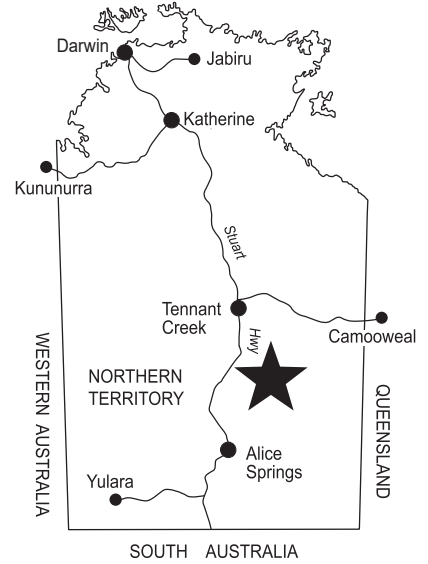 Darwin
Jabiru
Katherine
Kununurra
Stuart
Tennant
Creek
Hwy
Camooweal
WESTERN AUSTRALIA
NORTHERN
TERRITORY
QUEENSLAND
Alice
Springs
Yulara
SOUTH AUSTRALIA